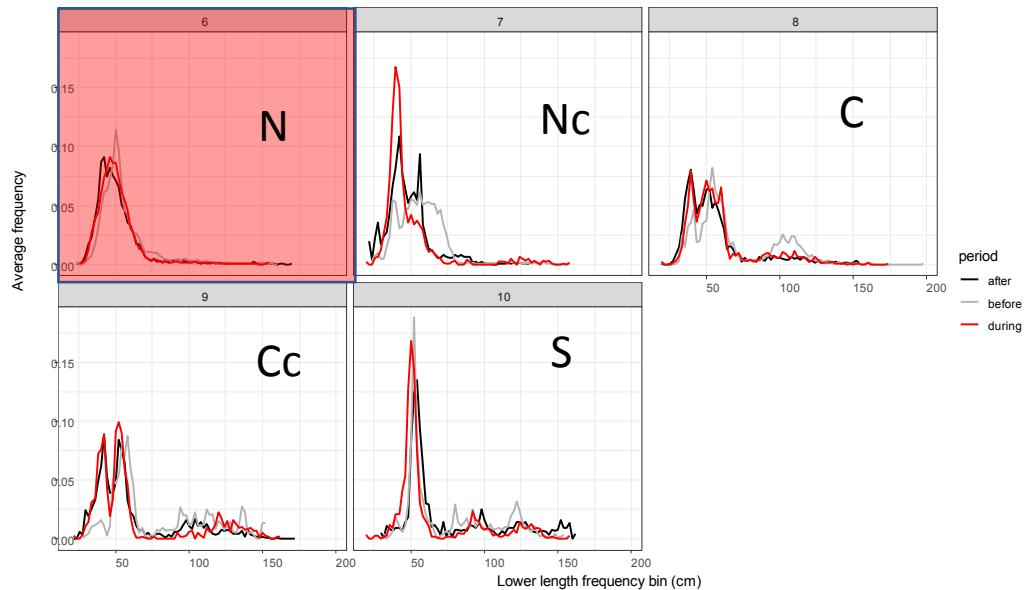 6
7
8
N
Nc
C
0.15
0.10
0.05
0.00
50
100
150
200
9
10
Cc
S
0.15
0.10
0.05
0.00
50
100
150
200
50
100
150
200
Average frequency
Lower length frequency bin (cm)
period
after
before
during